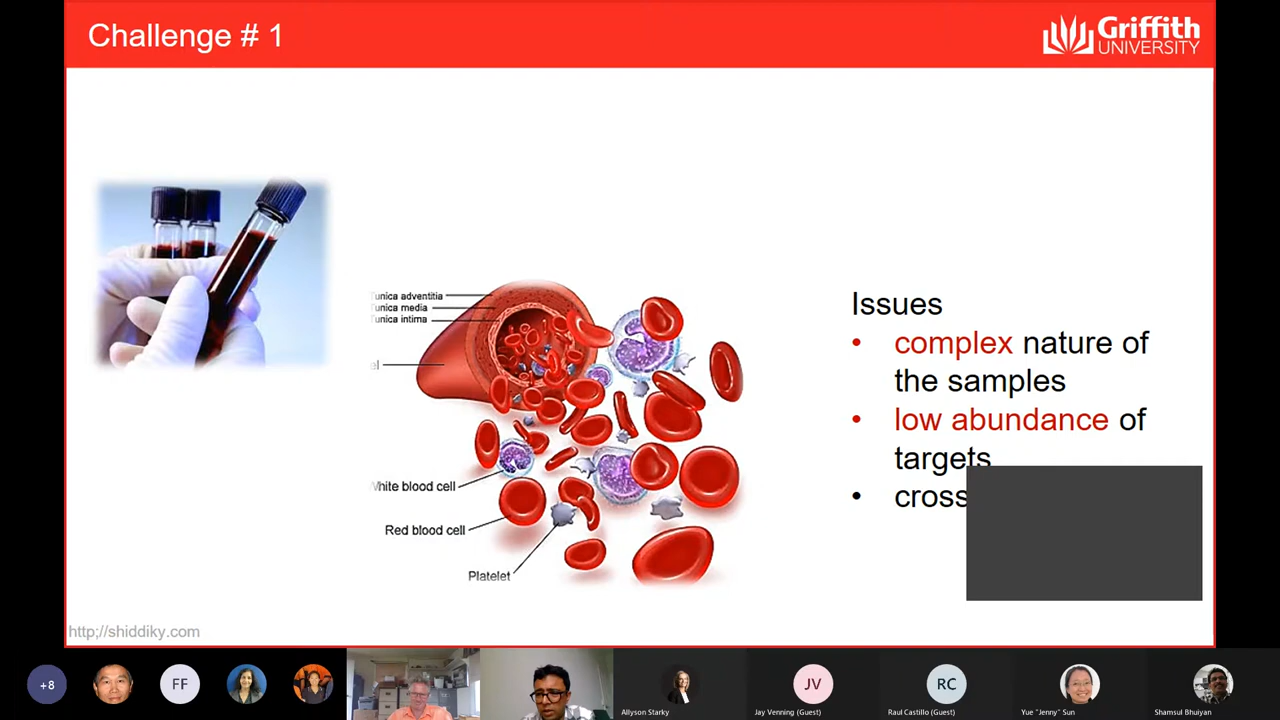 Challenge # 1
Griffith
UNIVERSITY
Tunica adventitia
Tunica media
Tunica intima
el
White blood cell
Red blood cell
Platelet
Issues
• complex nature of
the samples
• low abundance of
targets
• cross
http;//shiddiky.com
+8
FF
Allyson Starky
JV
Jay Venning (Guest)
RC
Raul Castillo (Guest)
Yue "Jenny" Sun
Shamsul Bhuiyan